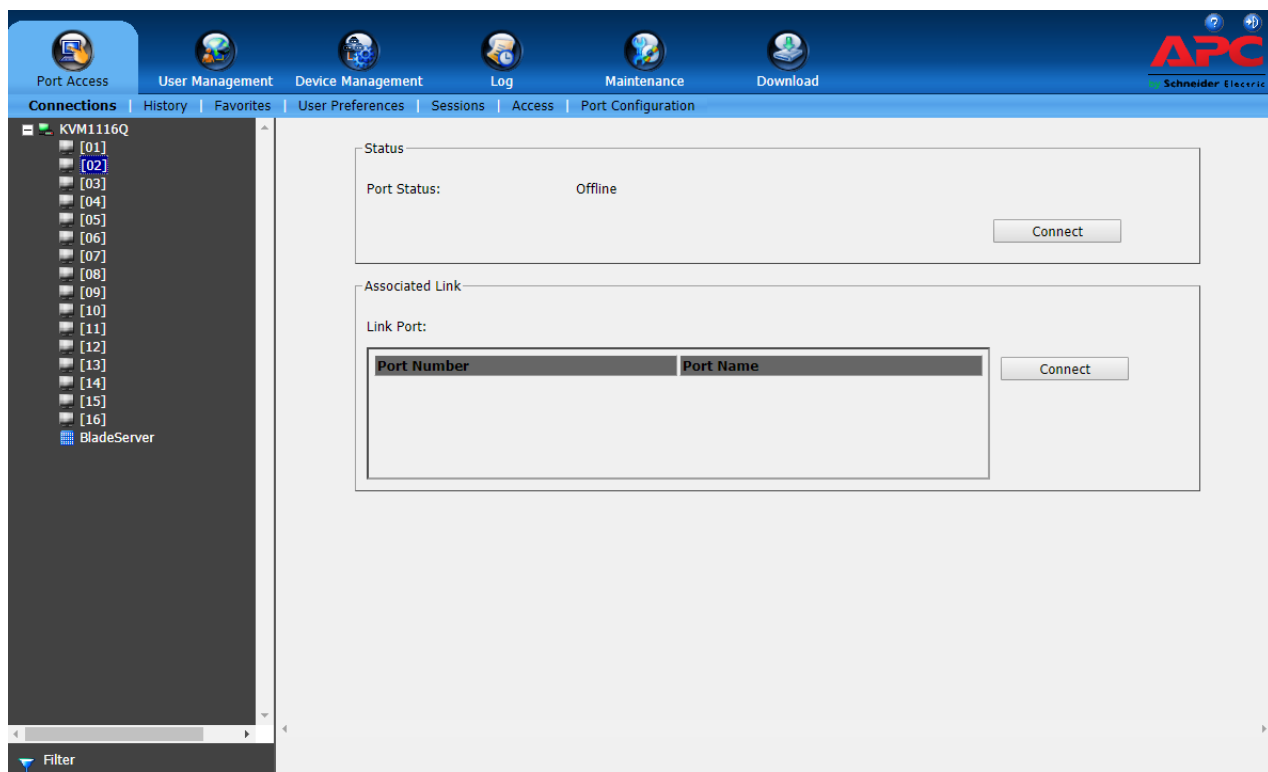 APC
by Schneider Electric
Port Access
User Management
Device Management
Log
Maintenance
Download
Connections | History | Favorites | User Preferences | Sessions | Access | Port Configuration
KVM1116Q
[01]
[02]
[03]
[04]
[05]
[06]
[07]
[08]
[09]
[10]
[11]
[12]
[13]
[14]
[15]
[16]
BladeServer
Filter
Status
Port Status: Offline
Connect
Associated Link
Link Port:
Port Number Port Name
Connect